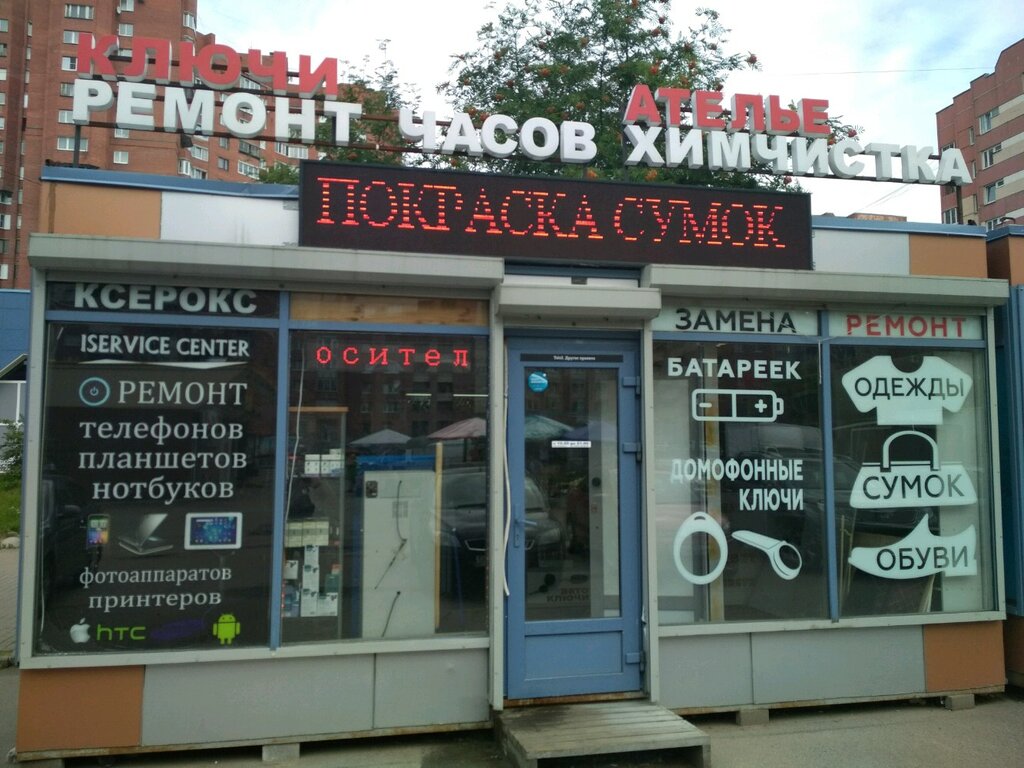 КЛЮЧИ
РЕМОНТ ЧАСОВ
АТЕЛЬЕ
ХИМЧИСТКА
ПОКРАСКА СУМОК
КСЕРОКС
ISERVICE CENTER
РЕМОНТ
телефонов
планшетов
нотбуков
фотоаппаратов
принтеров
hTC
осител
ЗАМЕНА
БАТАРЕЕК
ДОМОФОННЫЕ
КЛЮЧИ
РЕМОНТ
ОДЕЖДЫ
СУМОК
ОБУВИ